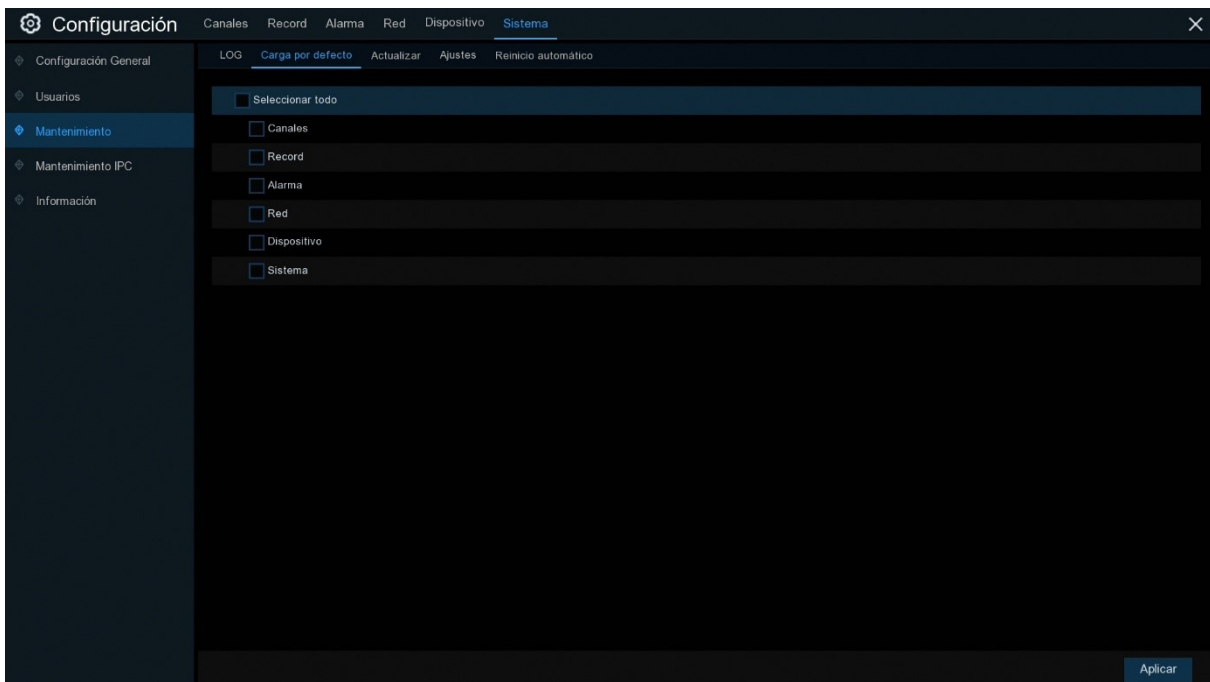 Configuración Canales Record Alarma Red Dispositivo Sistema
LOG Carga por defecto Actualizar Ajustes Reinicio automático
Configuración General
Usuarios
Mantenimiento
Mantenimiento IPC
Información
Seleccionar todo
Canales
Record
Alarma
Red
Dispositivo
Sistema
Aplicar